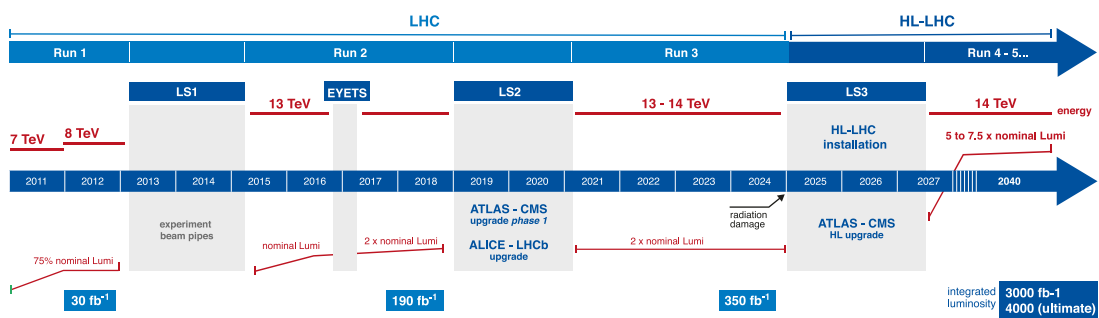 LHC
HL-LHC
Run 1
Run 2
Run 3
Run 4 - 5...
LS1
EYETS
LS2
LS3
7 TeV
8 TeV
13 TeV
13 - 14 TeV
14 TeV
energy
HL-LHC
installation
5 to 7.5 x nominal Lumi
2011
2012
2013
2014
2015
2016
2017
2018
2019
2020
2021
2022
2023
2024
2025
2026
2027
2040
experiment
beam pipes
ATLAS - CMS
upgrade phase 1
ALICE - LHCb
upgrade
radiation
damage
ATLAS - CMS
HL upgrade
75% nominal Lumi
nominal Lumi
2 x nominal Lumi
2 x nominal Lumi
30 fb-1
190 fb-1
350 fb-1
integrated
luminosity
3000 fb-1
4000 (ultimate)